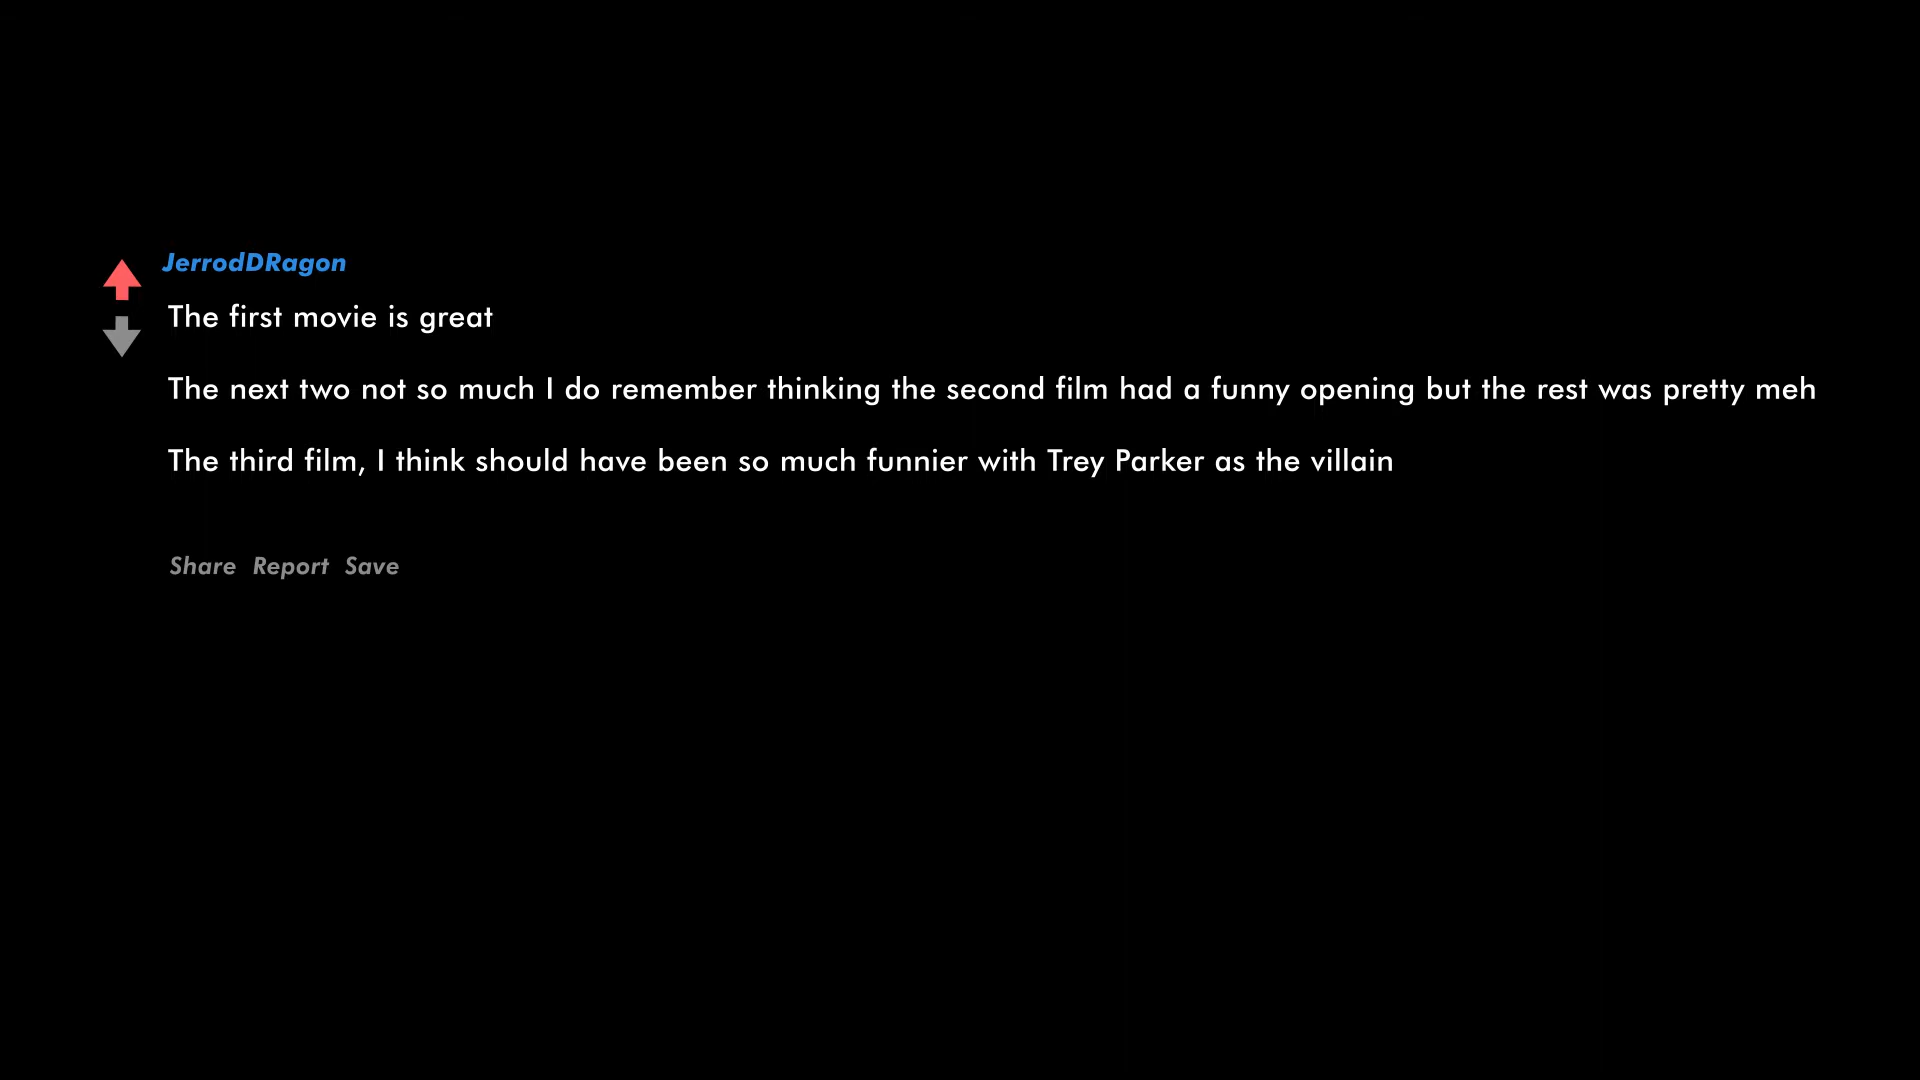 JerrodDRagon
The first movie is great
The next two not so much I do remember thinking the second film had a funny opening but the rest was pretty meh
The third film, I think should have been so much funnier with Trey Parker as the villain
Share Report Save